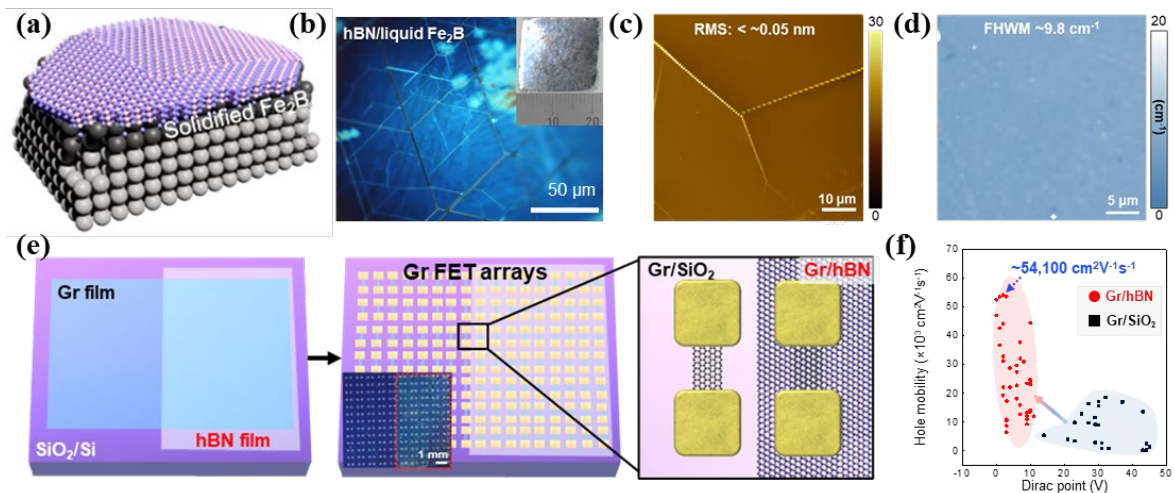 (a)
Solidified Fe₂B
(b)
hBN/liquid Fe₂B
10 20
50 μm
(c)
RMS: < ~0.05 nm
10 μm
30
0
(d)
FHWM ~9.8 cm⁻¹
5 μm
20
(cm⁻¹)
0
(e)
Gr film
SiO₂/Si
hBN film
Gr FET arrays
1 mm
Gr/SiO₂
Gr/hBN
(f)
~54,100 cm²V⁻¹s⁻¹
Gr/hBN
Gr/SiO₂
Hole mobility (×10³ cm²V⁻¹s⁻¹)
70
60
50
40
30
20
10
0
-10 0 10 20 30 40 50
Dirac point (V)